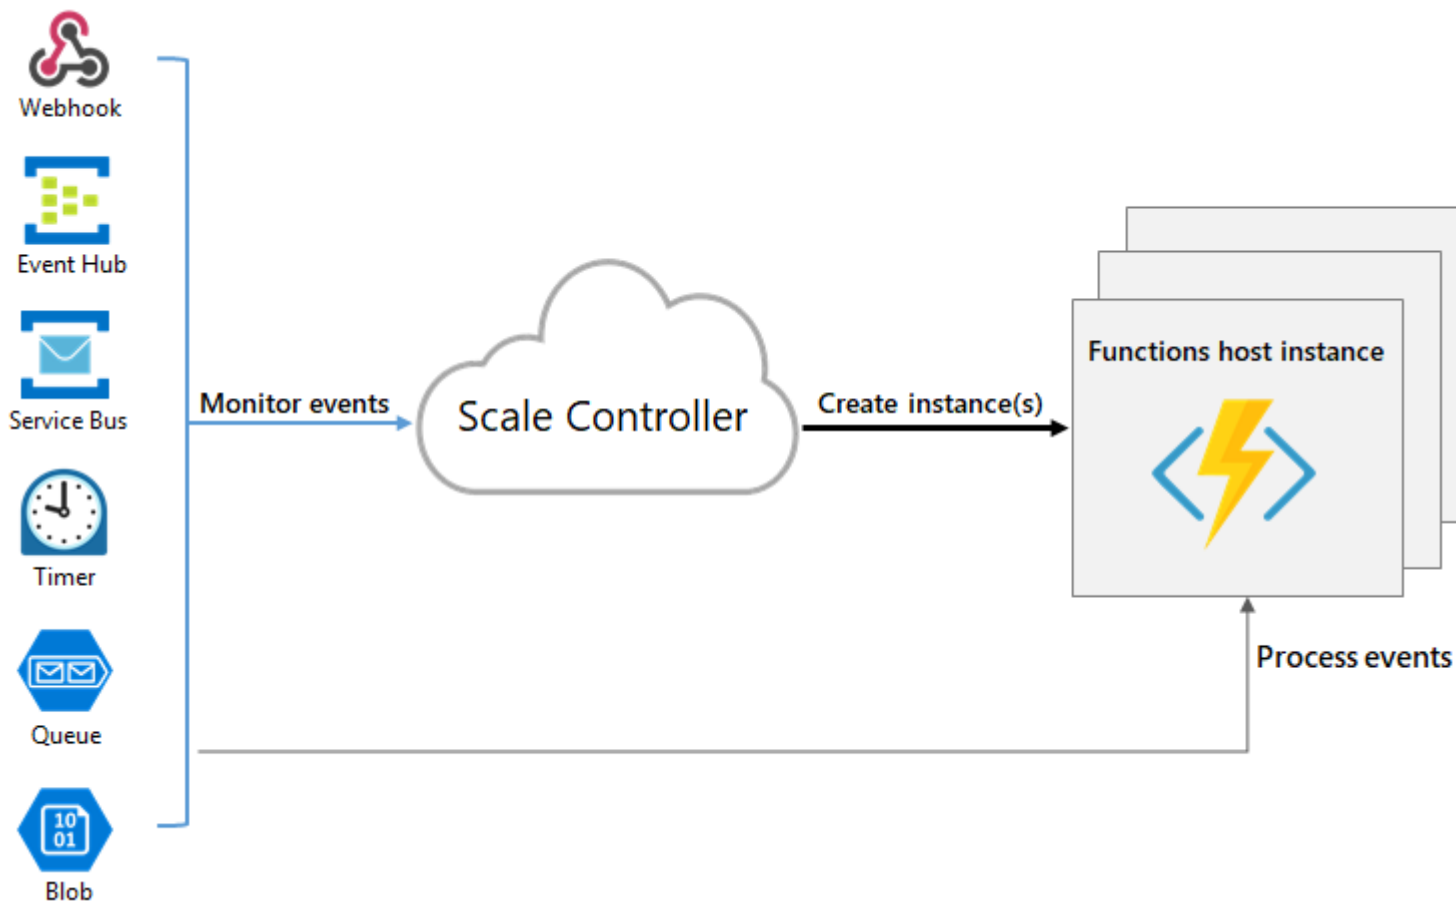 Webhook
Event Hub
Service Bus
Timer
Queue
10
01
Blob
Monitor events
Scale Controller
Create instance(s)
Functions host instance
Process events